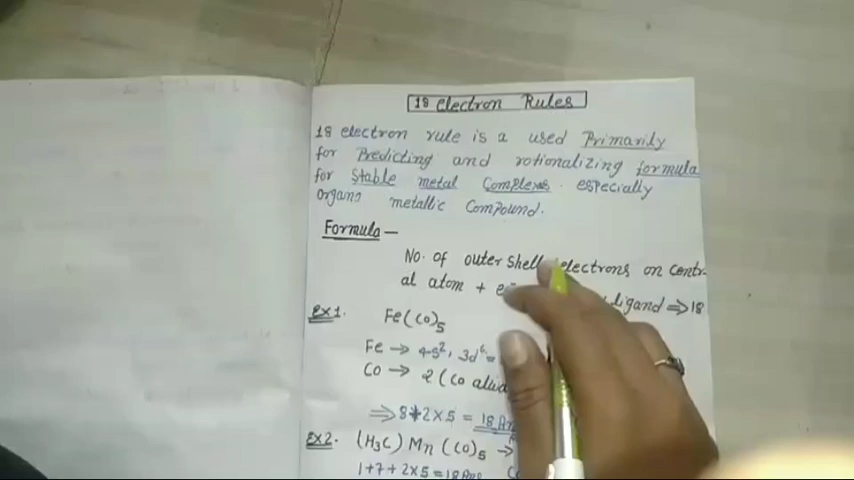 18 electron Rules
18 electron rule is a used Primarily
for Predicting and rotionalizing formula
for Stable metal Complexes. especially
Organo metallic Compound.
Formula—
No. of outer shell electrons on centr-
al atom + ligand ⇒ 18
Ex1. Fe(CO)5
Fe → 4s², 3d⁶ =
Co → 2 (Co
⇒ 8+2×5 = 18 Ans
Ex2. (H3C) Mn (CO)5 →
1+7+2×5 = 18 Ans